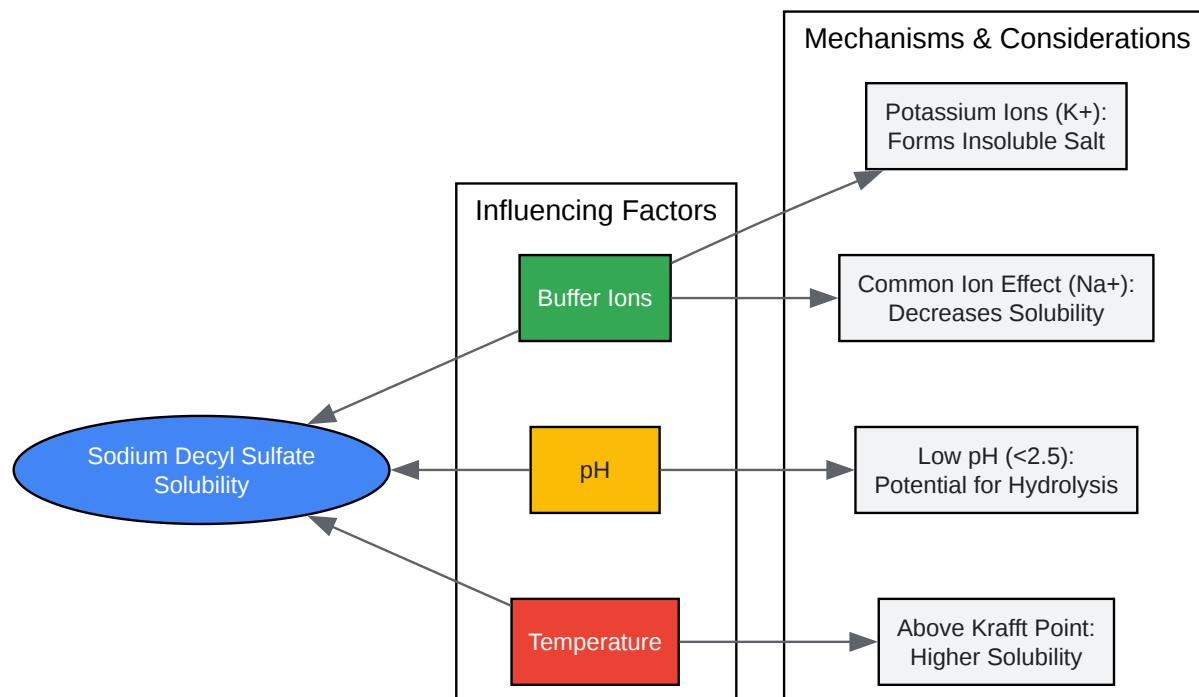 Mechanisms & Considerations
Potassium Ions (K+):
Forms Insoluble Salt
Influencing Factors
Buffer Ions
Common Ion Effect (Na+):
Decreases Solubility
Sodium Decyl Sulfate
Solubility
pH
Low pH (<2.5):
Potential for Hydrolysis
Temperature
Above Krafft Point:
Higher Solubility